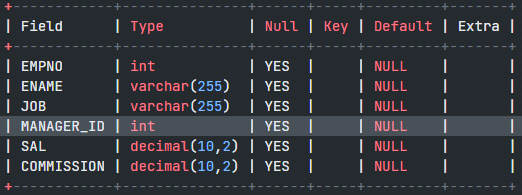 +------------+---------------+------+-----+---------+-------+
| Field      | Type          | Null | Key | Default | Extra |
+------------+---------------+------+-----+---------+-------+
| EMPNO      | int           | YES  |     | NULL    |       |
| ENAME      | varchar(255)  | YES  |     | NULL    |       |
| JOB        | varchar(255)  | YES  |     | NULL    |       |
| MANAGER_ID | int           | YES  |     | NULL    |       |
| SAL        | decimal(10,2) | YES  |     | NULL    |       |
| COMMISSION | decimal(10,2) | YES  |     | NULL    |       |
+------------+---------------+------+-----+---------+-------+